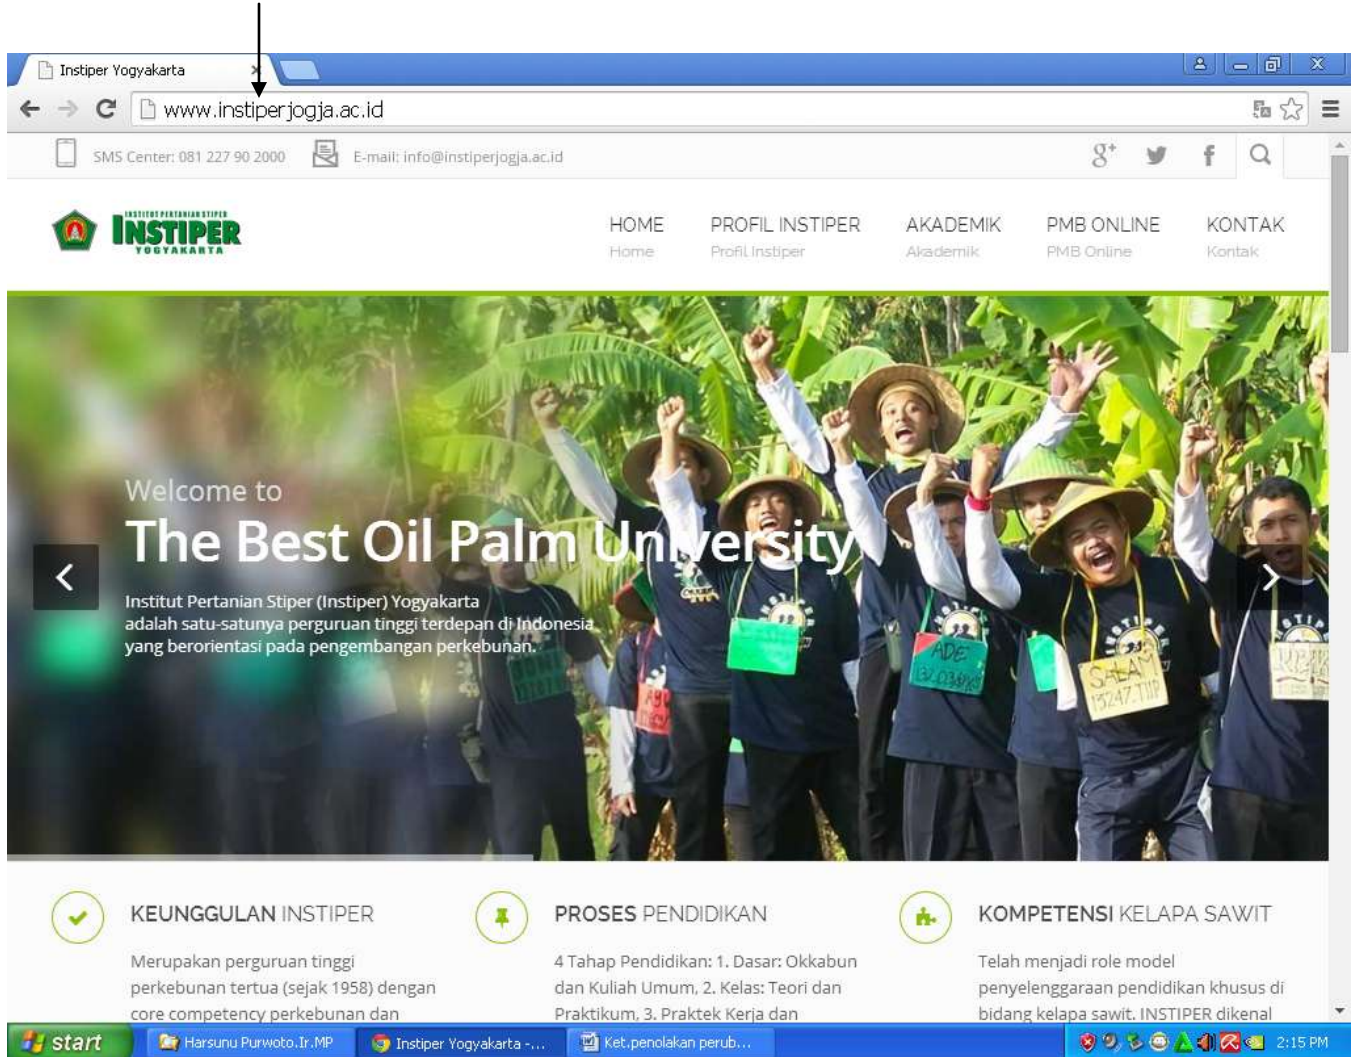 Instiper Yogyakarta
www.instiperjogja.ac.id
SMS Center: 081 227 90 2000 E-mail: info@instiperjogja.ac.id
INSTITUT PERTANIAN STIPER
INSTIPER
YOGYAKARTA
HOME PROFIL INSTIPER AKADEMIK PMB ONLINE KONTAK
Home Profil Instiper Akademik PMB Online Kontak
Welcome to
The Best Oil Palm University
Institut Pertanian Stiper (Instiper) Yogyakarta
adalah satu-satunya perguruan tinggi terdepan di Indonesia
yang berorientasi pada pengembangan perkebunan.
ADE
SALAM
13247.THP
KEUNGGULAN INSTIPER
Merupakan perguruan tinggi
perkebunan tertua (sejak 1958) dengan
core competency perkebunan dan
PROSES PENDIDIKAN
4 Tahap Pendidikan: 1. Dasar: Okkabun
dan Kuliah Umum, 2. Kelas: Teori dan
Praktikum, 3. Praktek Kerja dan
KOMPETENSI KELAPA SAWIT
Telah menjadi role model
penyelenggaraan pendidikan khusus di
bidang kelapa sawit. INSTIPER dikenal
start Harsunu Purwoto.Ir.MP Instiper Yogyakarta -... Ket.penolakan perub... 2:15 PM